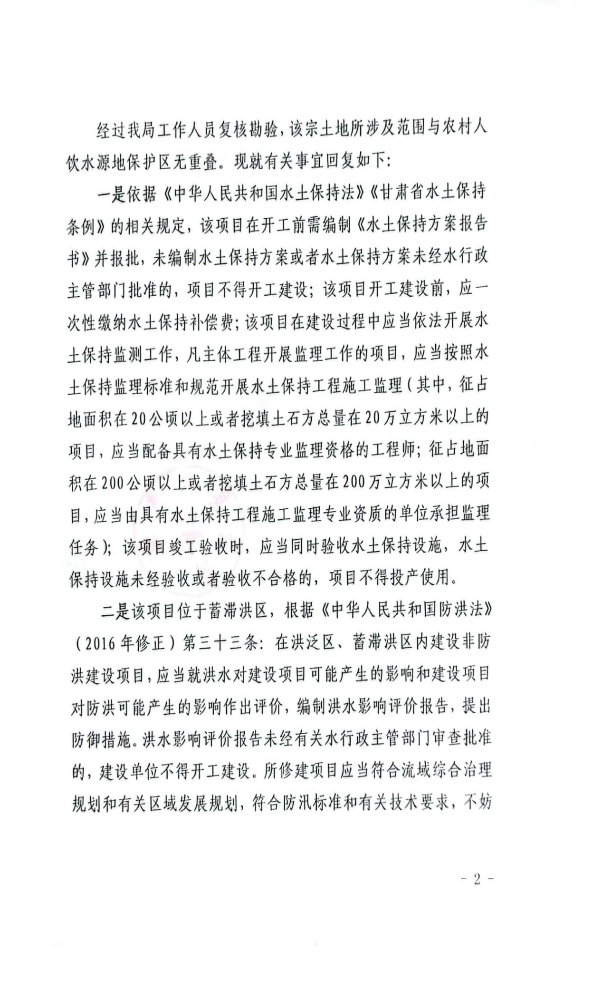 经过我局工作人员复核勘验，该宗土地所涉及范围与农村人
饮水源地保护区无重叠。现就有关事宜回复如下：
一是依据《中华人民共和国水土保持法》《甘肃省水土保持
条例》的相关规定，该项目在开工前需编制《水土保持方案报告
书》并报批，未编制水土保持方案或者水土保持方案未经水行政
主管部门批准的，项目不得开工建设；该项目开工建设前，应一
次性缴纳水土保持补偿费；该项目在建设过程中应当依法开展水
土保持监测工作，凡主体工程开展监理工作的项目，应当按照水
土保持监理标准和规范开展水土保持工程施工监理（其中，征占
地面积在20公顷以上或者挖填土石方总量在20万立方米以上的
项目，应当配备具有水土保持专业监理资格的工程师；征占地面
积在200公顷以上或者挖填土石方总量在200万立方米以上的项
目，应当由具有水土保持工程施工监理专业资质的单位承担监理
任务）；该项目竣工验收时，应当同时验收水土保持设施，水土
保持设施未经验收或者验收不合格的，项目不得投产使用。
二是该项目位于蓄滞洪区，根据《中华人民共和国防洪法》
（2016年修正）第三十三条：在洪泛区、蓄滞洪区内建设非防
洪建设项目，应当就洪水对建设项目可能产生的影响和建设项目
对防洪可能产生的影响作出评价，编制洪水影响评价报告，提出
防御措施。洪水影响评价报告未经有关水行政主管部门审查批准
的，建设单位不得开工建设。所修建项目应当符合流域综合治理
规划和有关区域发展规划，符合防汛标准和有关技术要求，不妨
- 2 -